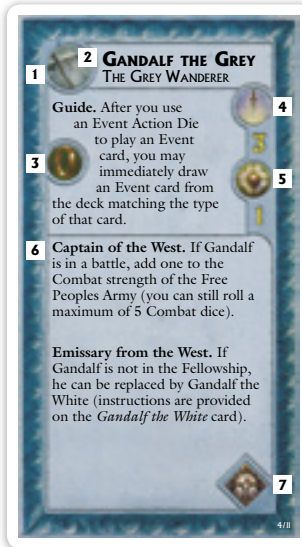 2 GANDALF THE GREY
1 THE GREY WANDERER
Guide. After you use
an Event Action Die
to play an Event
card, you may
immediately draw
an Event card from
the deck matching the type
of that card.
4
3
3
5
1
6 Captain of the West. If Gandalf
is in a battle, add one to the
Combat strength of the Free
Peoples Army (you can still roll a
maximum of 5 Combat dice).
Emissary from the West. If
Gandalf is not in the Fellowship,
he can be replaced by Gandalf the
White (instructions are provided
on the Gandalf the White card).
7
4/11